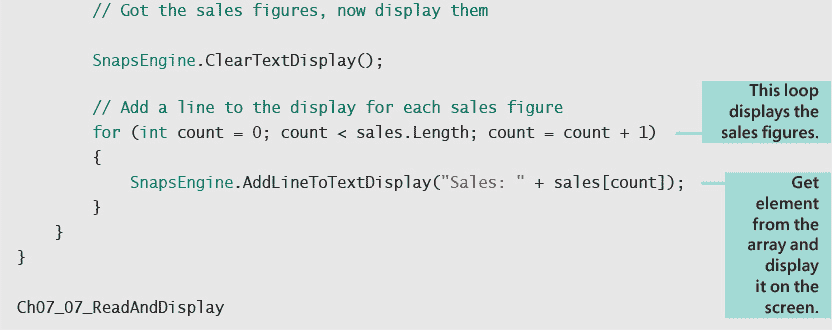 // Got the sales figures, now display them
SnapsEngine.ClearTextDisplay();
// Add a line to the display for each sales figure
for (int count = 0; count < sales.Length; count = count + 1)
{
SnapsEngine.AddLineToTextDisplay("Sales: " + sales[count]);
}
}
}
Ch07_07_ReadAndDisplay
This loop
displays the
sales figures.
Get
element
from the
array and
display
it on the
screen.